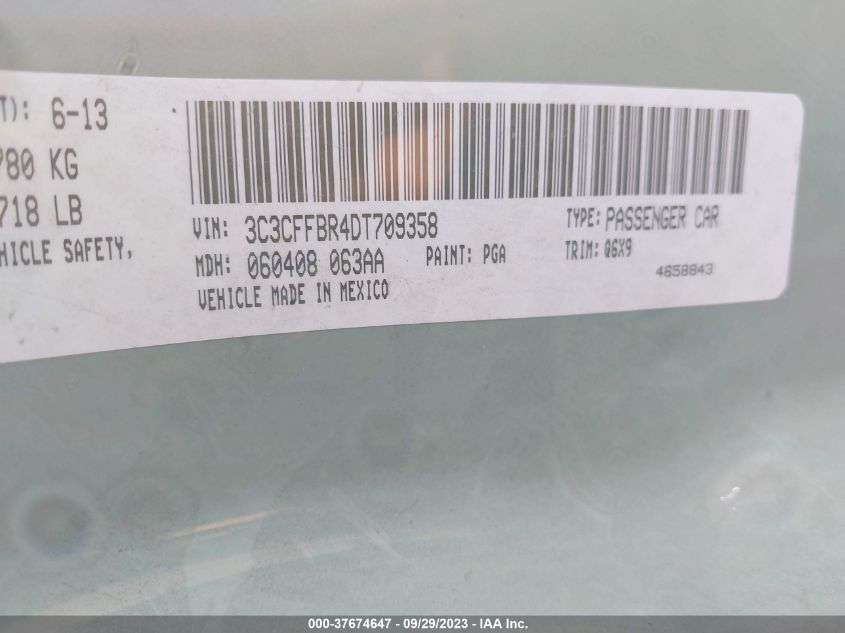 T): 6-13
780 KG
718 LB
HICLE SAFETY,
VIN: 3C3CFFBR4DT709358
TYPE: PASSENGER CAR
MDH: 060408 063AA
PAINT: PGA
TRIM: Q6X9
VEHICLE MADE IN MEXICO
4658843
000-37674647 - 09/29/2023 - IAA Inc.